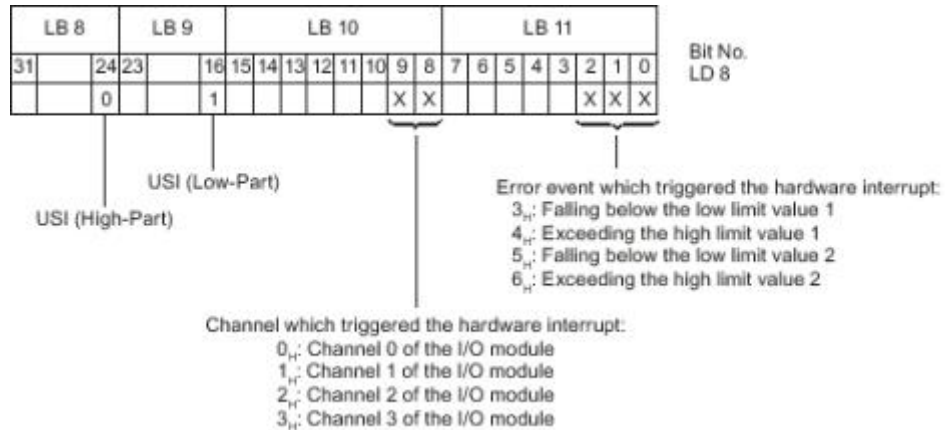 LB 8 LB 9 LB 10 LB 11
31 24 23 16 15 14 13 12 11 10 9 8 7 6 5 4 3 2 1 0
Bit No.
LD 8
0 1 X X X X X
USI (Low-Part)
USI (High-Part)
Error event which triggered the hardware interrupt:
3H: Falling below the low limit value 1
4H: Exceeding the high limit value 1
5H: Falling below the low limit value 2
6H: Exceeding the high limit value 2
Channel which triggered the hardware interrupt:
0H: Channel 0 of the I/O module
1H: Channel 1 of the I/O module
2H: Channel 2 of the I/O module
3H: Channel 3 of the I/O module